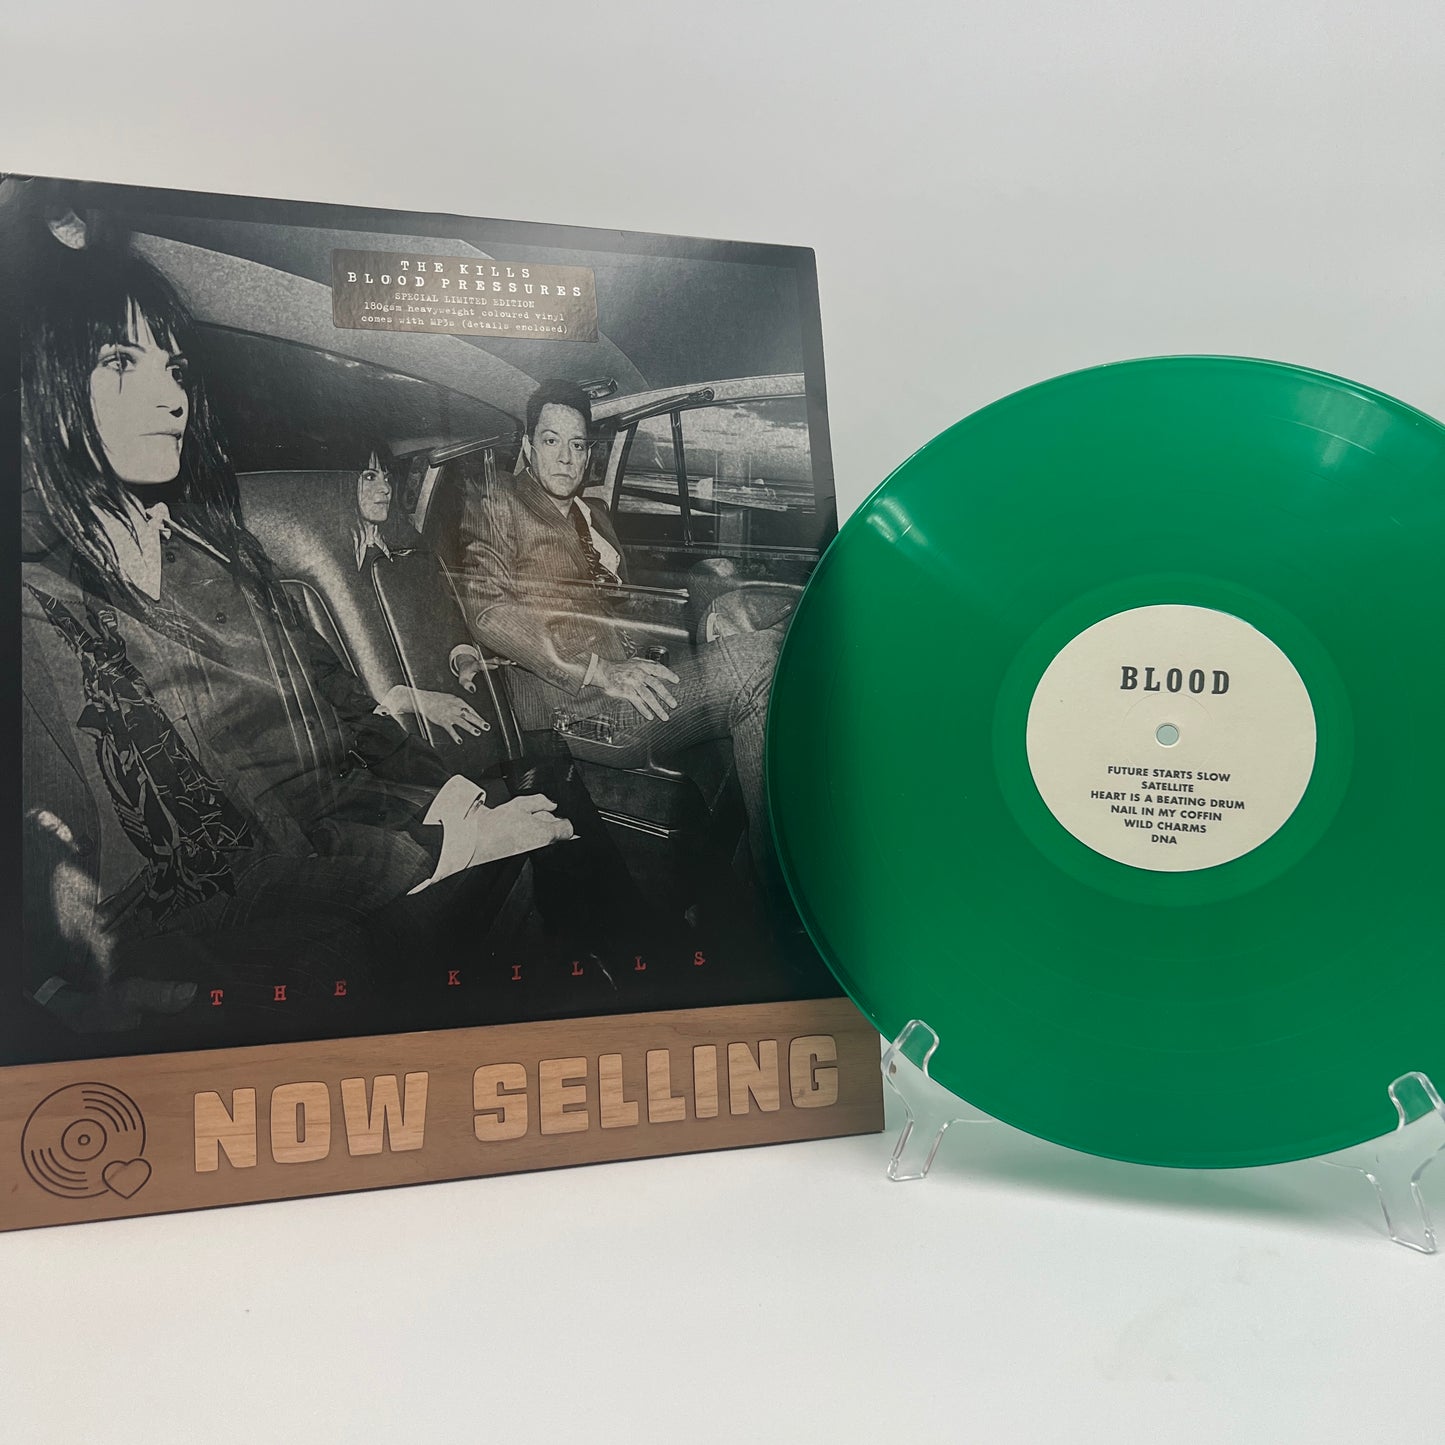 THE KILLS
BLOOD PRESSURES
SPECIAL LIMITED EDITION
180gsm heavyweight coloured vinyl
comes with MP3s (details enclosed)
THE KILLS
NOW SELLING
BLOOD
FUTURE STARTS SLOW
SATELLITE
HEART IS A BEATING DRUM
NAIL IN MY COFFIN
WILD CHARMS
DNA